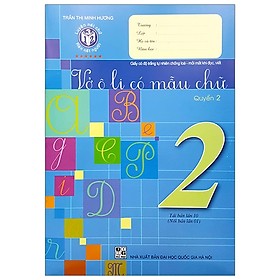 TRẦN THỊ MINH HƯƠNG
Trường:
Lớp:
Họ và tên:
Năm học:
Giấy có độ trắng tự nhiên chống loá - mỏi mắt khi đọc, viết
Vở ô li có mẫu chữ
Quyển 2
A
B
e
g
C
P
I
d
E
2
Tái bản lần 10
NHÀ XUẤT BẢN ĐẠI HỌC QUỐC GIA HÀ NỘI